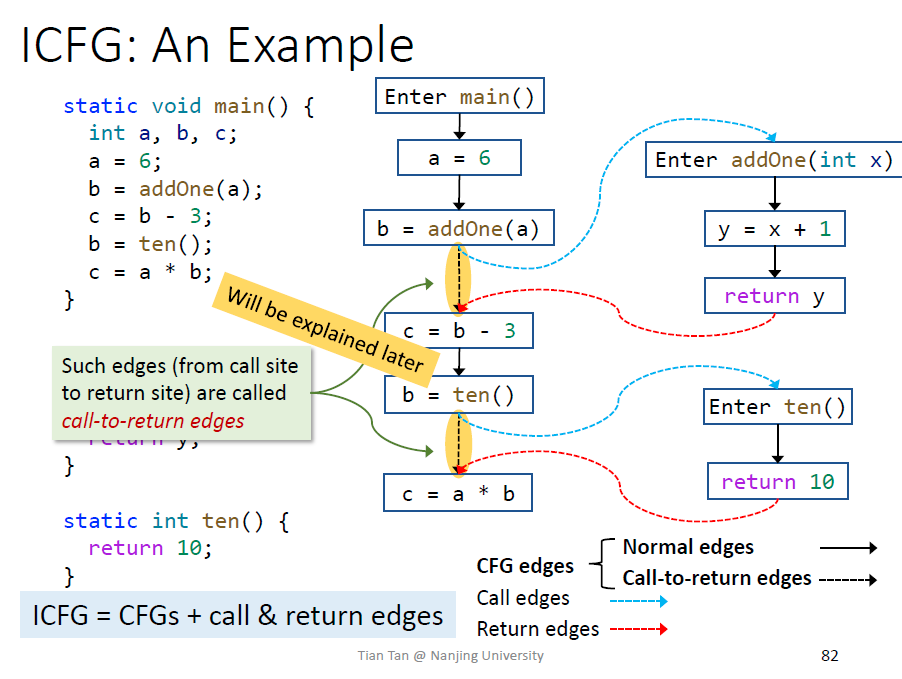 ICFG: An Example
static void main() {
int a, b, c;
a = 6;
b = addOne(a);
c = b - 3;
b = ten();
c = a * b;
}
Such edges (from call site
to return site) are called
call-to-return edges
return y;
}
static int ten() {
return 10;
}
ICFG = CFGs + call & return edges
Will be explained later
Enter main()
a = 6
b = addOne(a)
c = b - 3
b = ten()
c = a * b
Enter addOne(int x)
y = x + 1
return y
Enter ten()
return 10
CFG edges
Normal edges
Call-to-return edges
Call edges
Return edges
Tian Tan @ Nanjing University
82